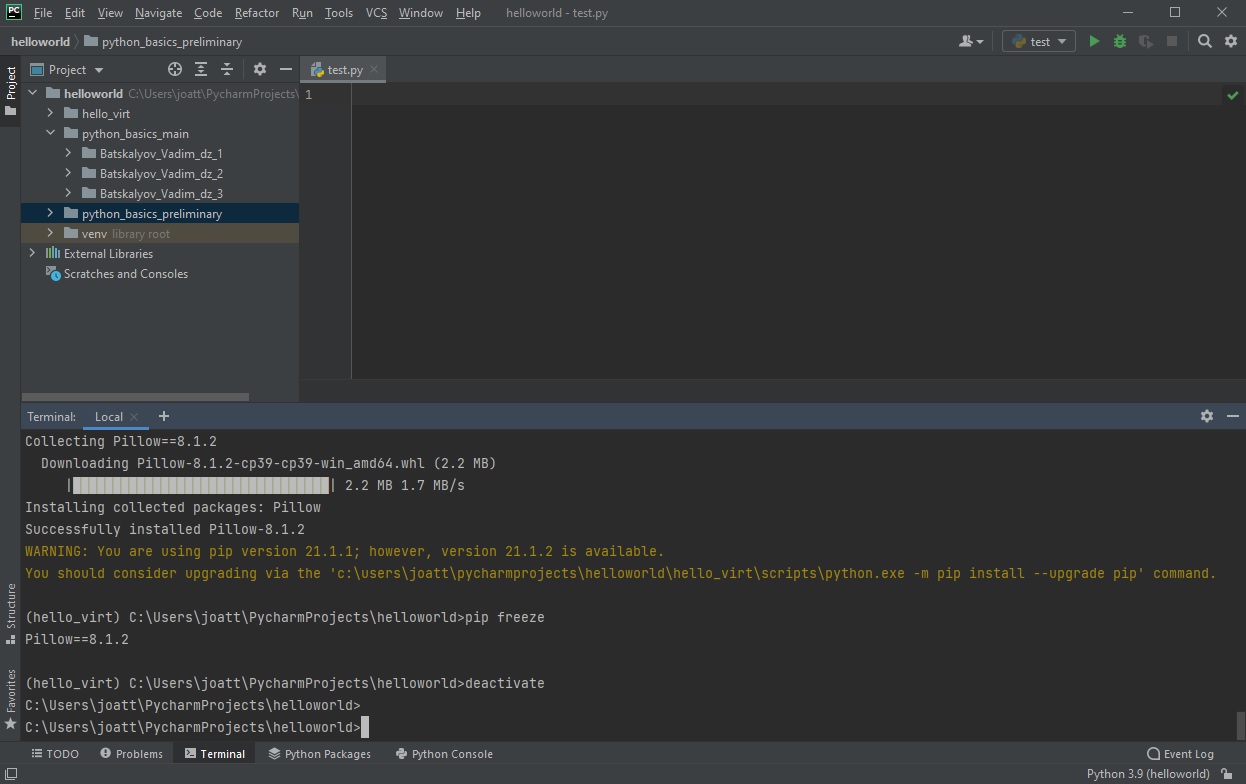 PC File Edit View Navigate Code Refactor Run Tools VCS Window Help helloworld - test.py
helloworld python_basics_preliminary test
Project Project test.py
helloworld C:\Users\joatt\PycharmProjects\
1
hello_virt
python_basics_main
Batskalyov_Vadim_dz_1
Batskalyov_Vadim_dz_2
Batskalyov_Vadim_dz_3
python_basics_preliminary
venv library root
External Libraries
Scratches and Consoles
Terminal: Local
Collecting Pillow==8.1.2
Downloading Pillow-8.1.2-cp39-cp39-win_amd64.whl (2.2 MB)
| | 2.2 MB 1.7 MB/s
Installing collected packages: Pillow
Successfully installed Pillow-8.1.2
WARNING: You are using pip version 21.1.1; however, version 21.1.2 is available.
You should consider upgrading via the 'c:\users\joatt\pycharmprojects\helloworld\hello_virt\scripts\python.exe -m pip install --upgrade pip' command.
(hello_virt) C:\Users\joatt\PycharmProjects\helloworld>pip freeze
Pillow==8.1.2
(hello_virt) C:\Users\joatt\PycharmProjects\helloworld>deactivate
C:\Users\joatt\PycharmProjects\helloworld>
C:\Users\joatt\PycharmProjects\helloworld>
Structure
Favorites
TODO Problems Terminal Python Packages Python Console Event Log
Python 3.9 (helloworld)